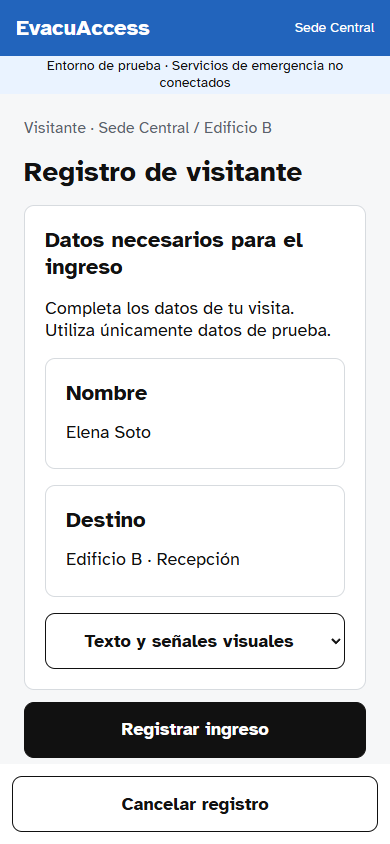 EvacuAccess
Sede Central
Entorno de prueba · Servicios de emergencia no
conectados
Visitante · Sede Central / Edificio B
Registro de visitante
Datos necesarios para el
ingreso
Completa los datos de tu visita.
Utiliza únicamente datos de prueba.
Nombre
Elena Soto
Destino
Edificio B · Recepción
Texto y señales visuales
Registrar ingreso
Cancelar registro